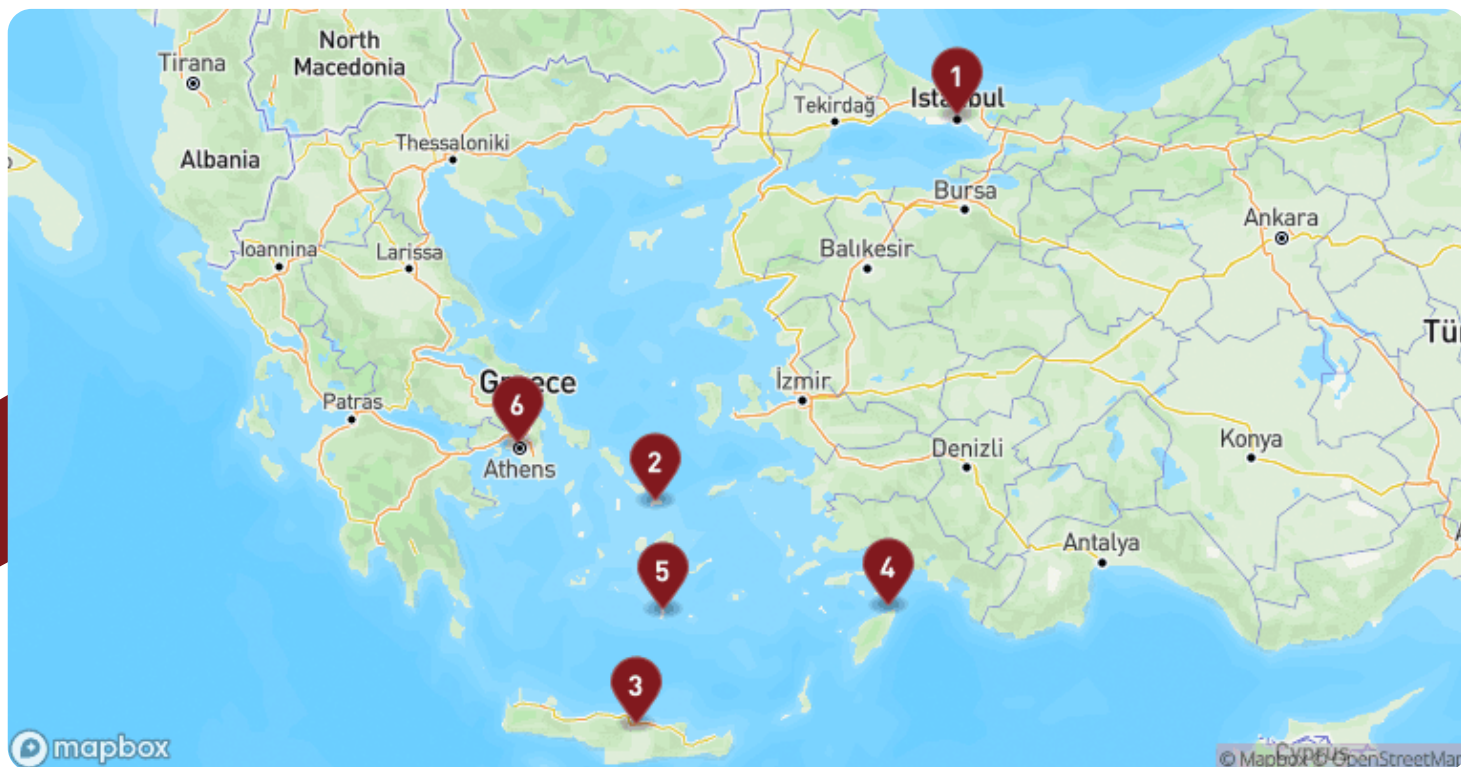 North
Macedonia
Tirana
1
Tekirdağ
Istanbul
Thessaloniki
Albania
Bursa
Ankara
Ioannina
Larissa
Balıkesir
Tü
Greece
İzmir
6
Patras
Konya
Denizli
2
Athens
Antalya
4
5
3
mapbox
Cyprus
© Mapbox © OpenStreetMap